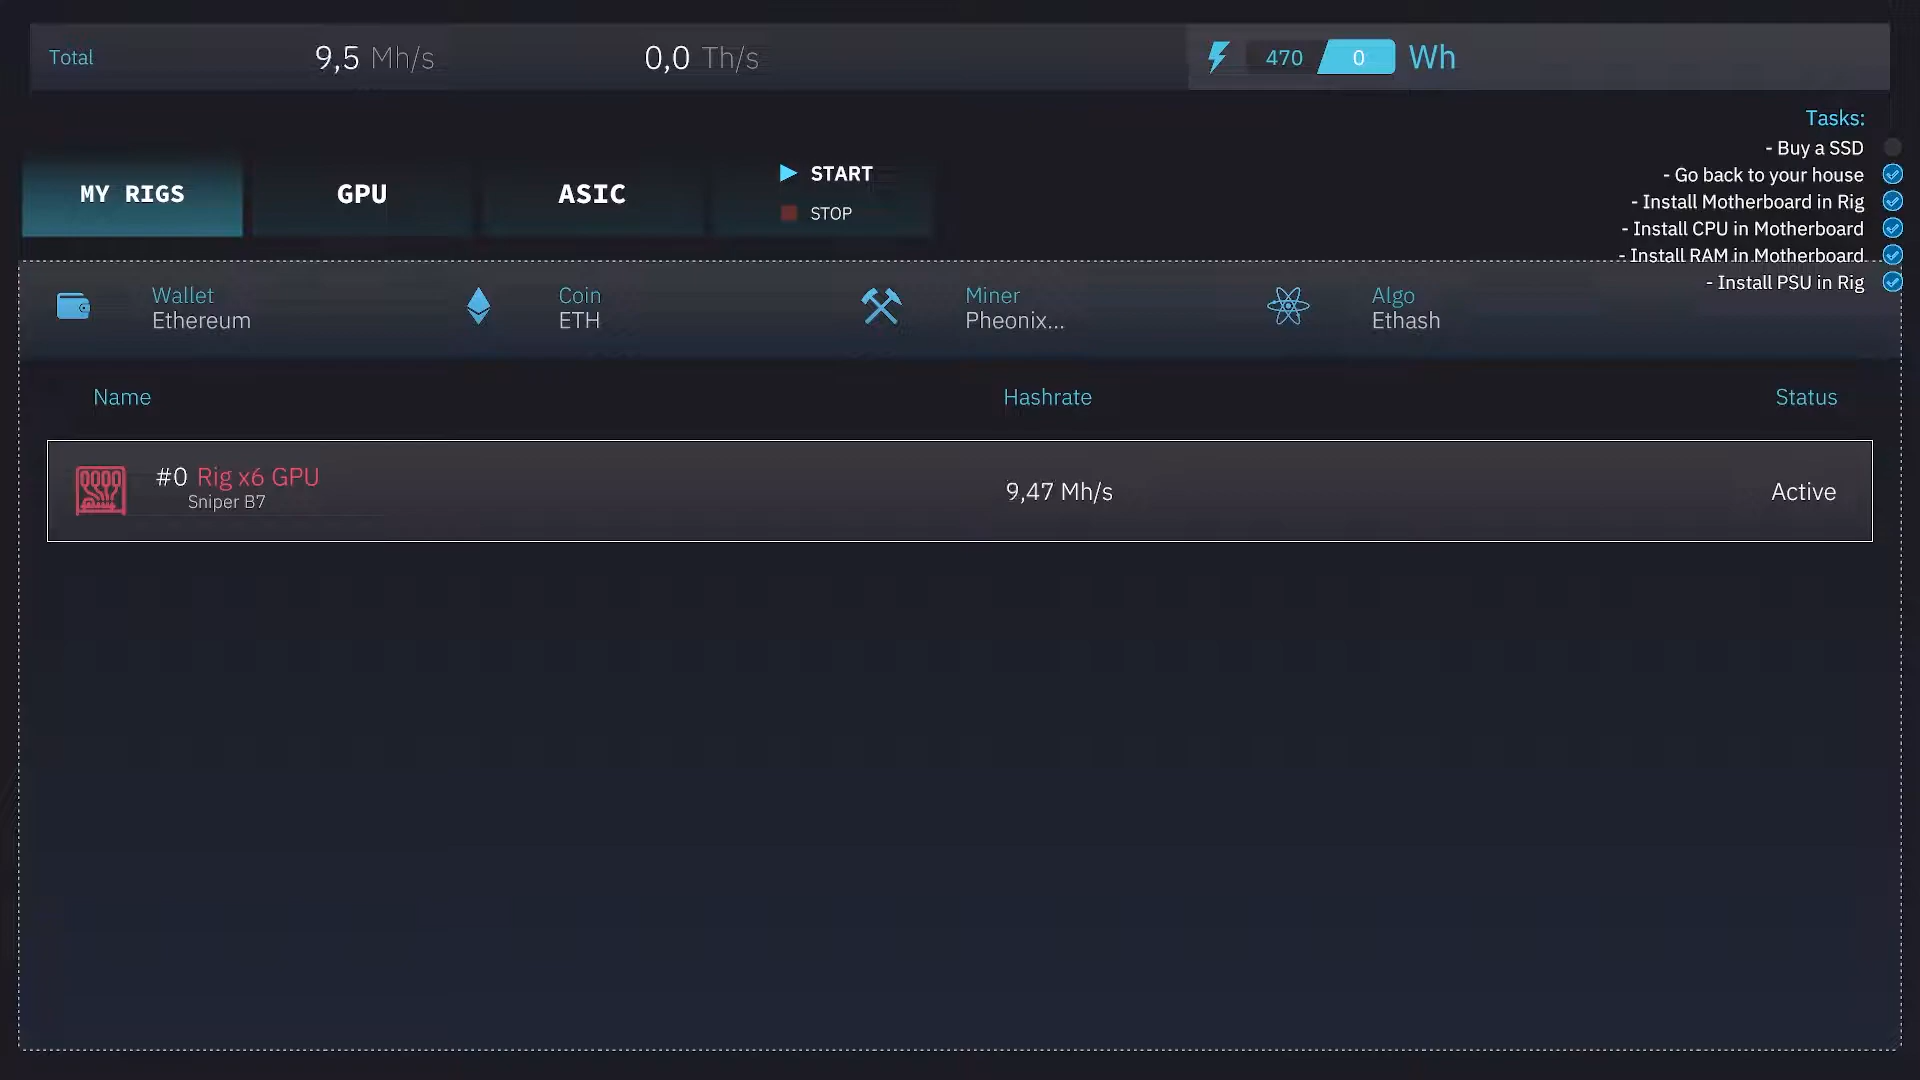 Total 9,5 Mh/s 0,0 Th/s 470 0 Wh
Tasks:
- Buy a SSD
- Go back to your house
- Install Motherboard in Rig
- Install CPU in Motherboard
- Install RAM in Motherboard
- Install PSU in Rig
MY RIGS GPU ASIC
START
STOP
Wallet
Ethereum
Coin
ETH
Miner
Pheonix...
Algo
Ethash
Name Hashrate Status
#0 Rig x6 GPU
Sniper B7
9,47 Mh/s
Active